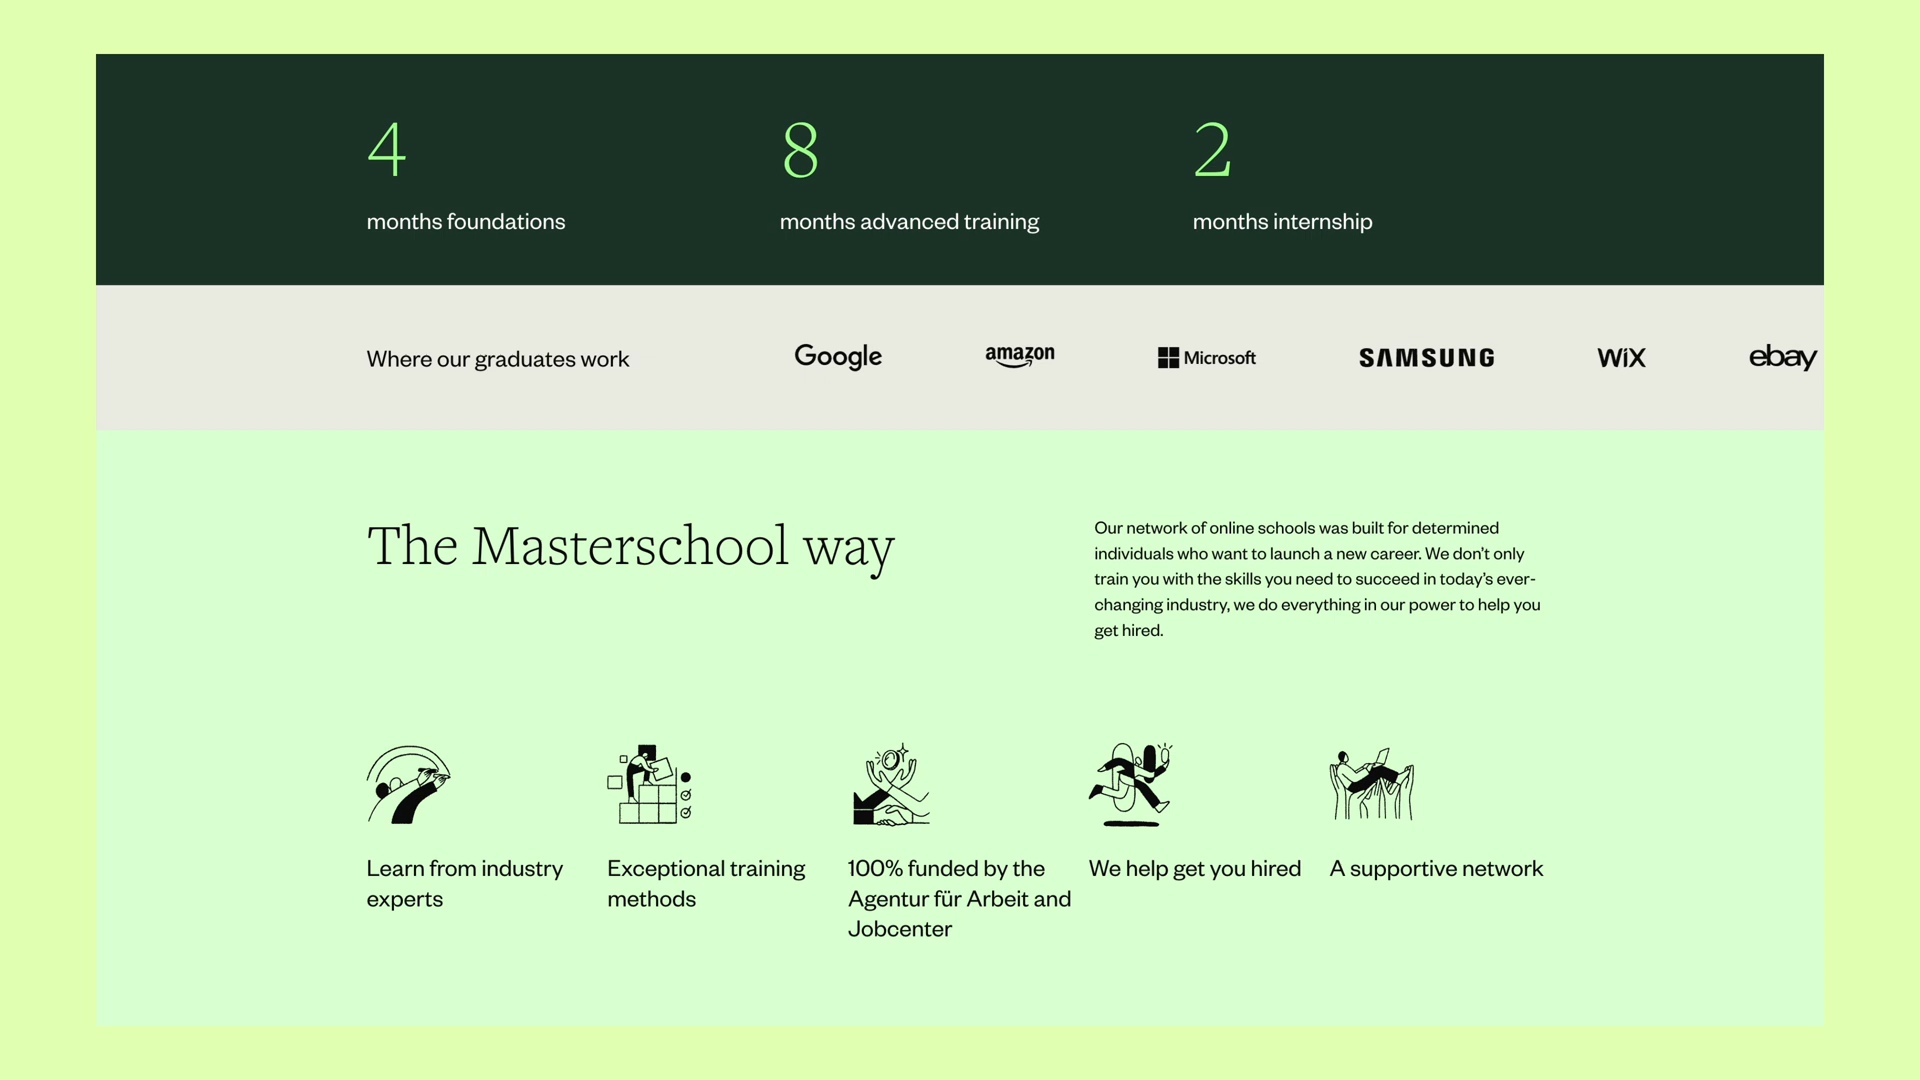 4
months foundations
8
months advanced training
2
months internship
Where our graduates work
Google
amazon
Microsoft
SAMSUNG
WiX
ebay
The Masterschool way
Our network of online schools was built for determined
individuals who want to launch a new career. We don’t only
train you with the skills you need to succeed in today’s ever-
changing industry, we do everything in our power to help you
get hired.
Learn from industry
experts
Exceptional training
methods
100% funded by the
Agentur für Arbeit and
Jobcenter
We help get you hired
A supportive network